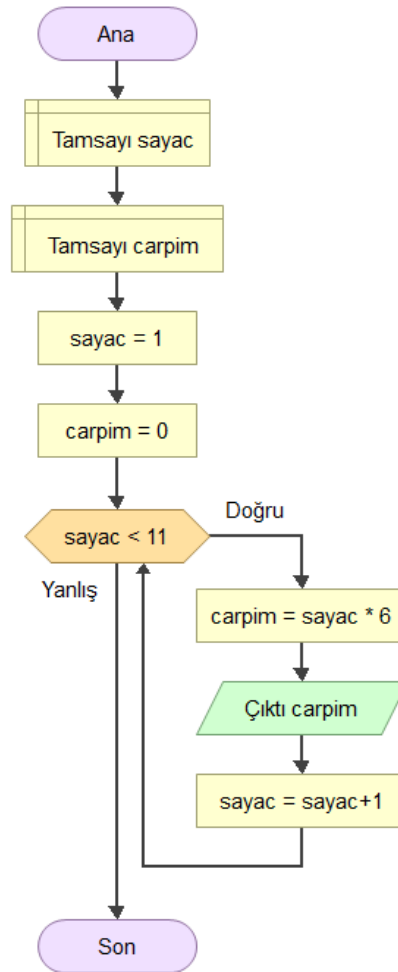 Ana
Tamsayı sayac
Tamsayı carpim
sayac = 1
carpim = 0
sayac < 11
Doğru
Yanlış
carpim = sayac * 6
Çıktı carpim
sayac = sayac+1
Son